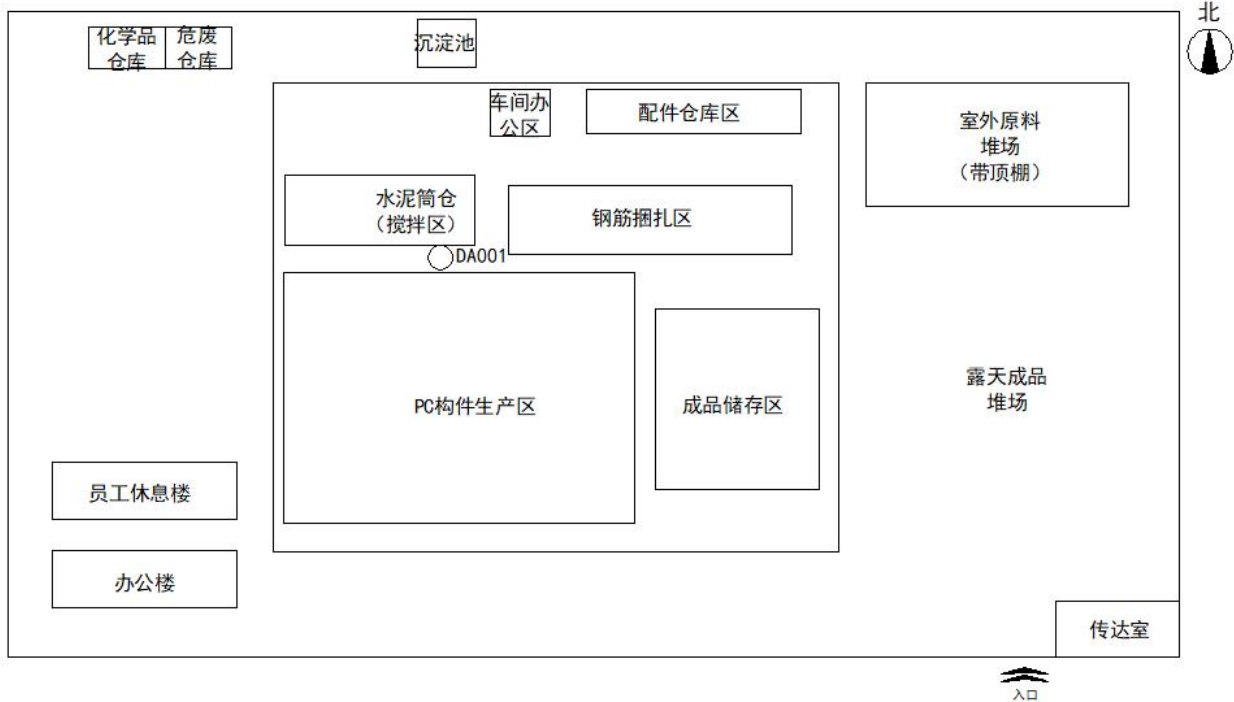 北
化学品
仓库
危废
仓库
沉淀池
车间办
公区
配件仓库区
室外原料
堆场
（带顶棚）
水泥筒仓
（搅拌区）
钢筋捆扎区
DA001
PC构件生产区
成品储存区
露天成品
堆场
员工休息楼
办公楼
传达室
入口